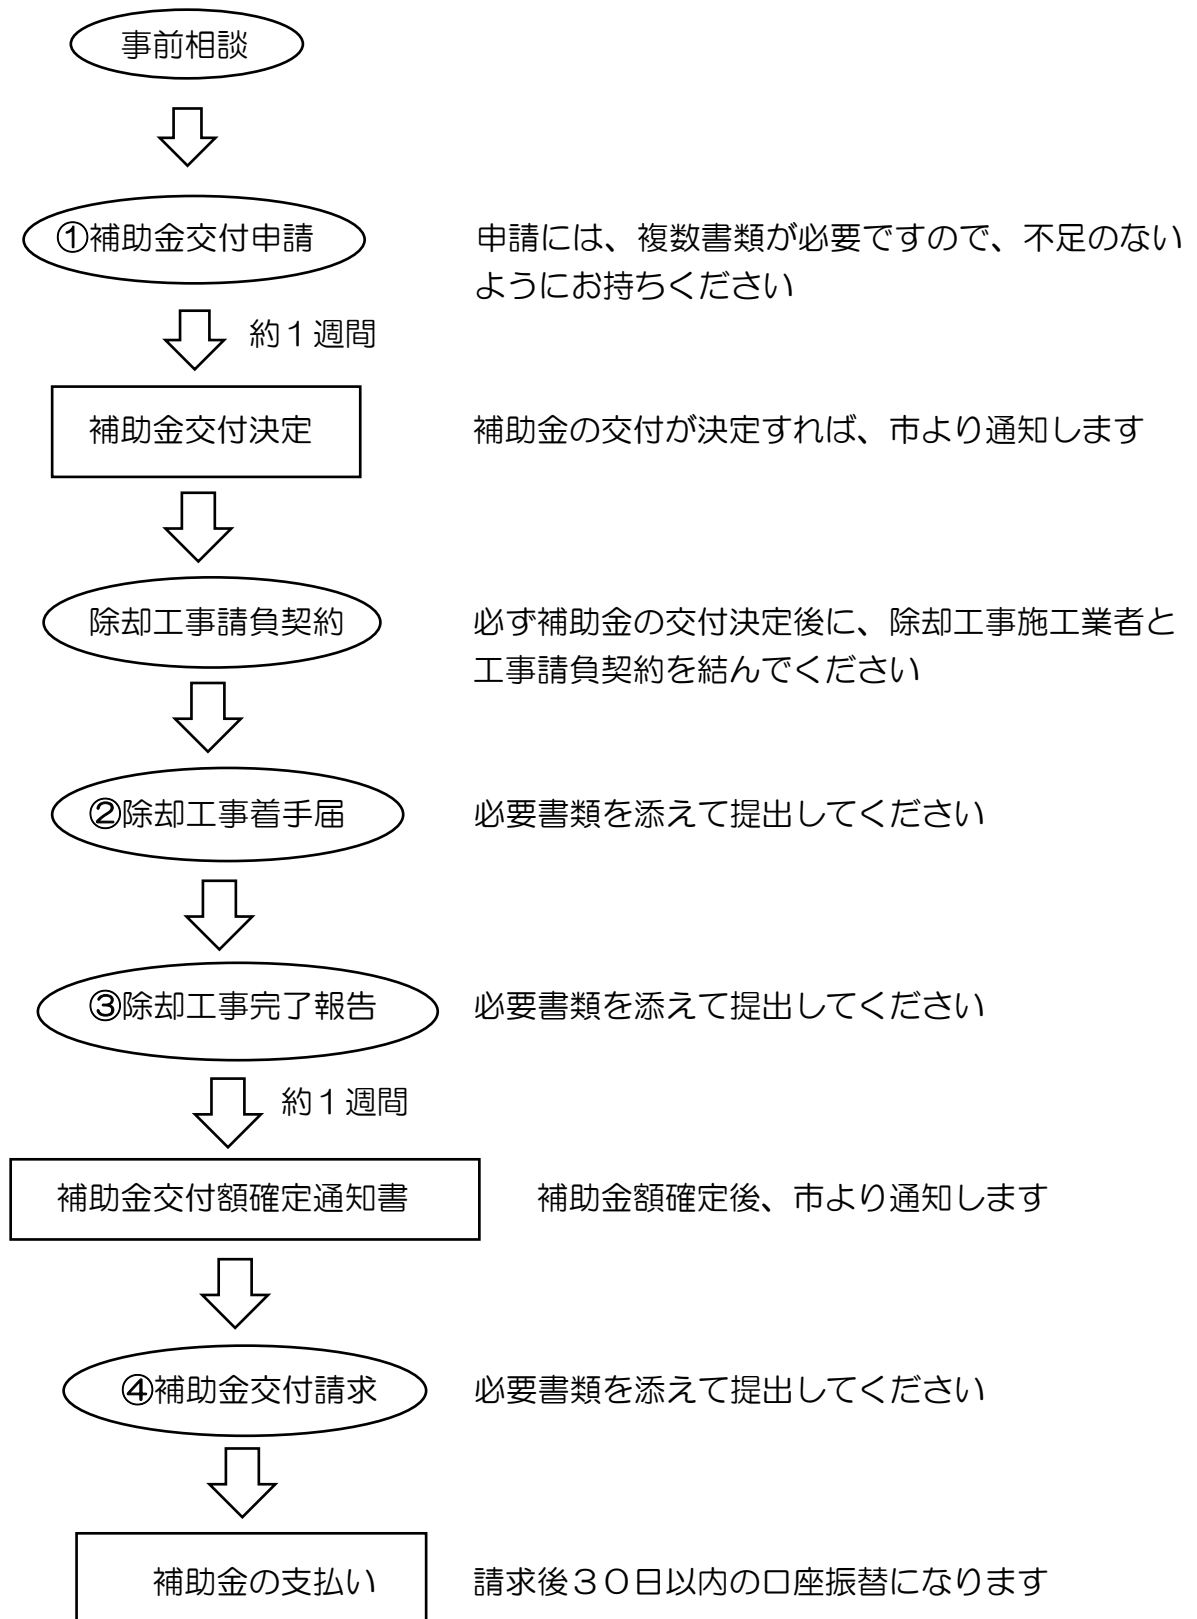 事前相談
①補助金交付申請
申請には、複数書類が必要ですので、不足のない
ようにお持ちください
約１週間
補助金交付決定
補助金の交付が決定すれば、市より通知します
除却工事請負契約
必ず補助金の交付決定後に、除却工事施工業者と
工事請負契約を結んでください
②除却工事着手届
必要書類を添えて提出してください
③除却工事完了報告
必要書類を添えて提出してください
約１週間
補助金交付額確定通知書
補助金額確定後、市より通知します
④補助金交付請求
必要書類を添えて提出してください
補助金の支払い
請求後３０日以内の口座振替になります